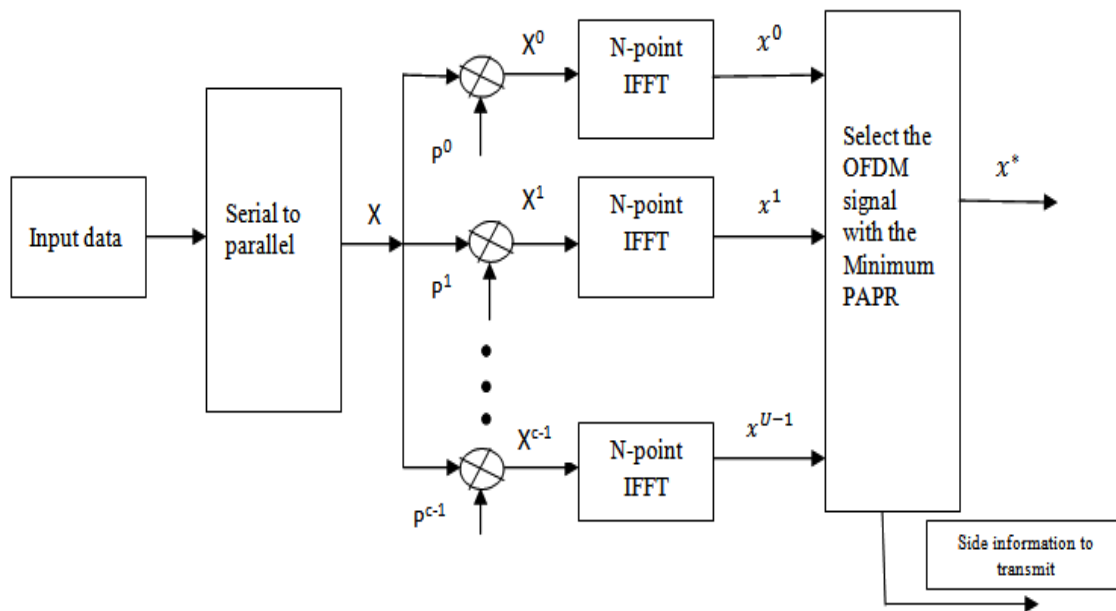 Input data
Serial to
parallel
X
X⁰
P⁰
N-point
IFFT
x⁰
X¹
P¹
N-point
IFFT
x¹
Xᶜ⁻¹
Pᶜ⁻¹
N-point
IFFT
x^{U-1}
Select the
OFDM
signal
with the
Minimum
PAPR
x*
Side information to
transmit